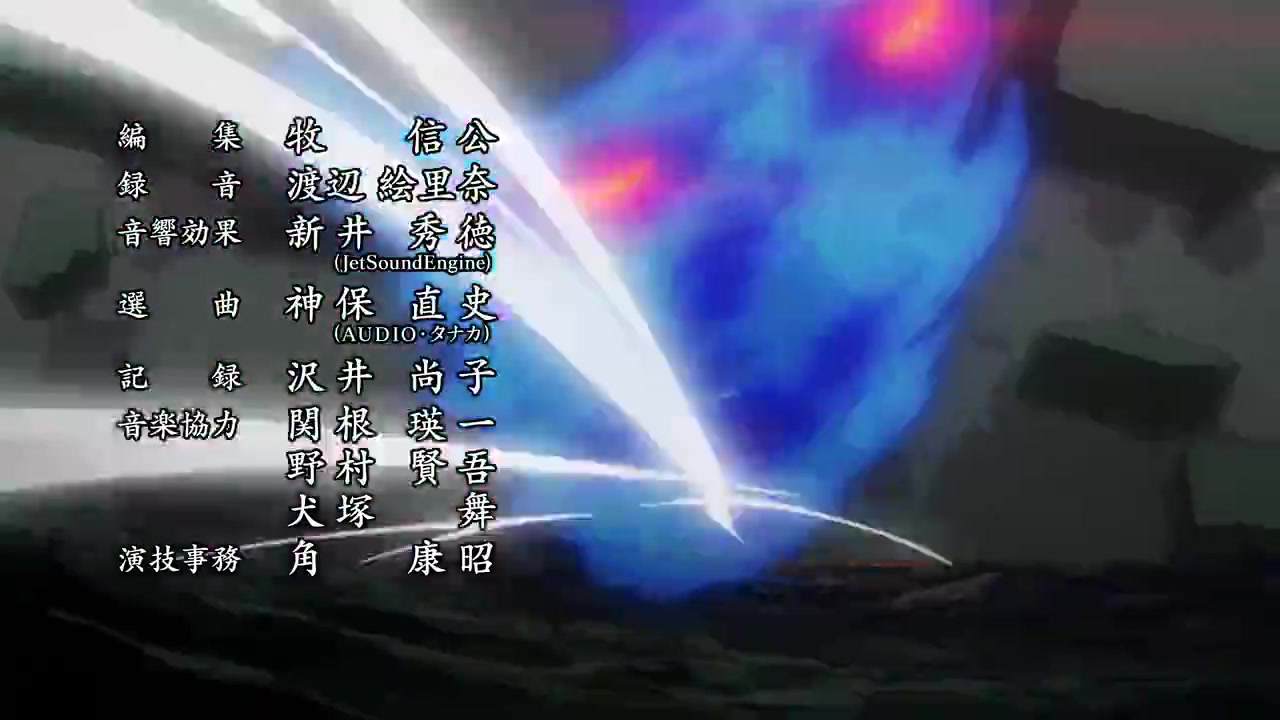 編集 牧信公
録音 渡辺絵里奈
音響効果 新井秀徳
(JetSoundEngine)
選曲 神保直史
(AUDIO・タナカ)
記録 沢井尚子
音楽協力 関根瑛一
野村賢吾
犬塚舞
演技事務 角康昭